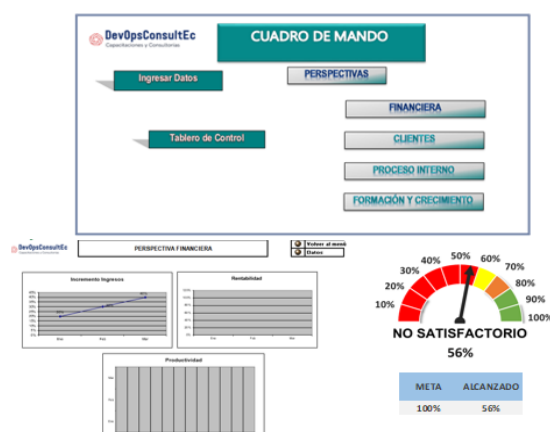 DevOpsConsultEc
Capacitaciones y Consultorías
CUADRO DE MANDO
Ingresar Datos
PERSPECTIVAS
FINANCIERA
Tablero de Control
CLIENTES
PROCESO INTERNO
FORMACIÓN Y CRECIMIENTO
DevOpsConsultEc
PERSPECTIVA FINANCIERA
Volver al menú
Datos
Incremento Ingresos
Rentabilidad
Productividad
10%
20%
30%
40%
50%
60%
70%
80%
90%
100%
NO SATISFACTORIO
56%
META ALCANZADO
100% 56%